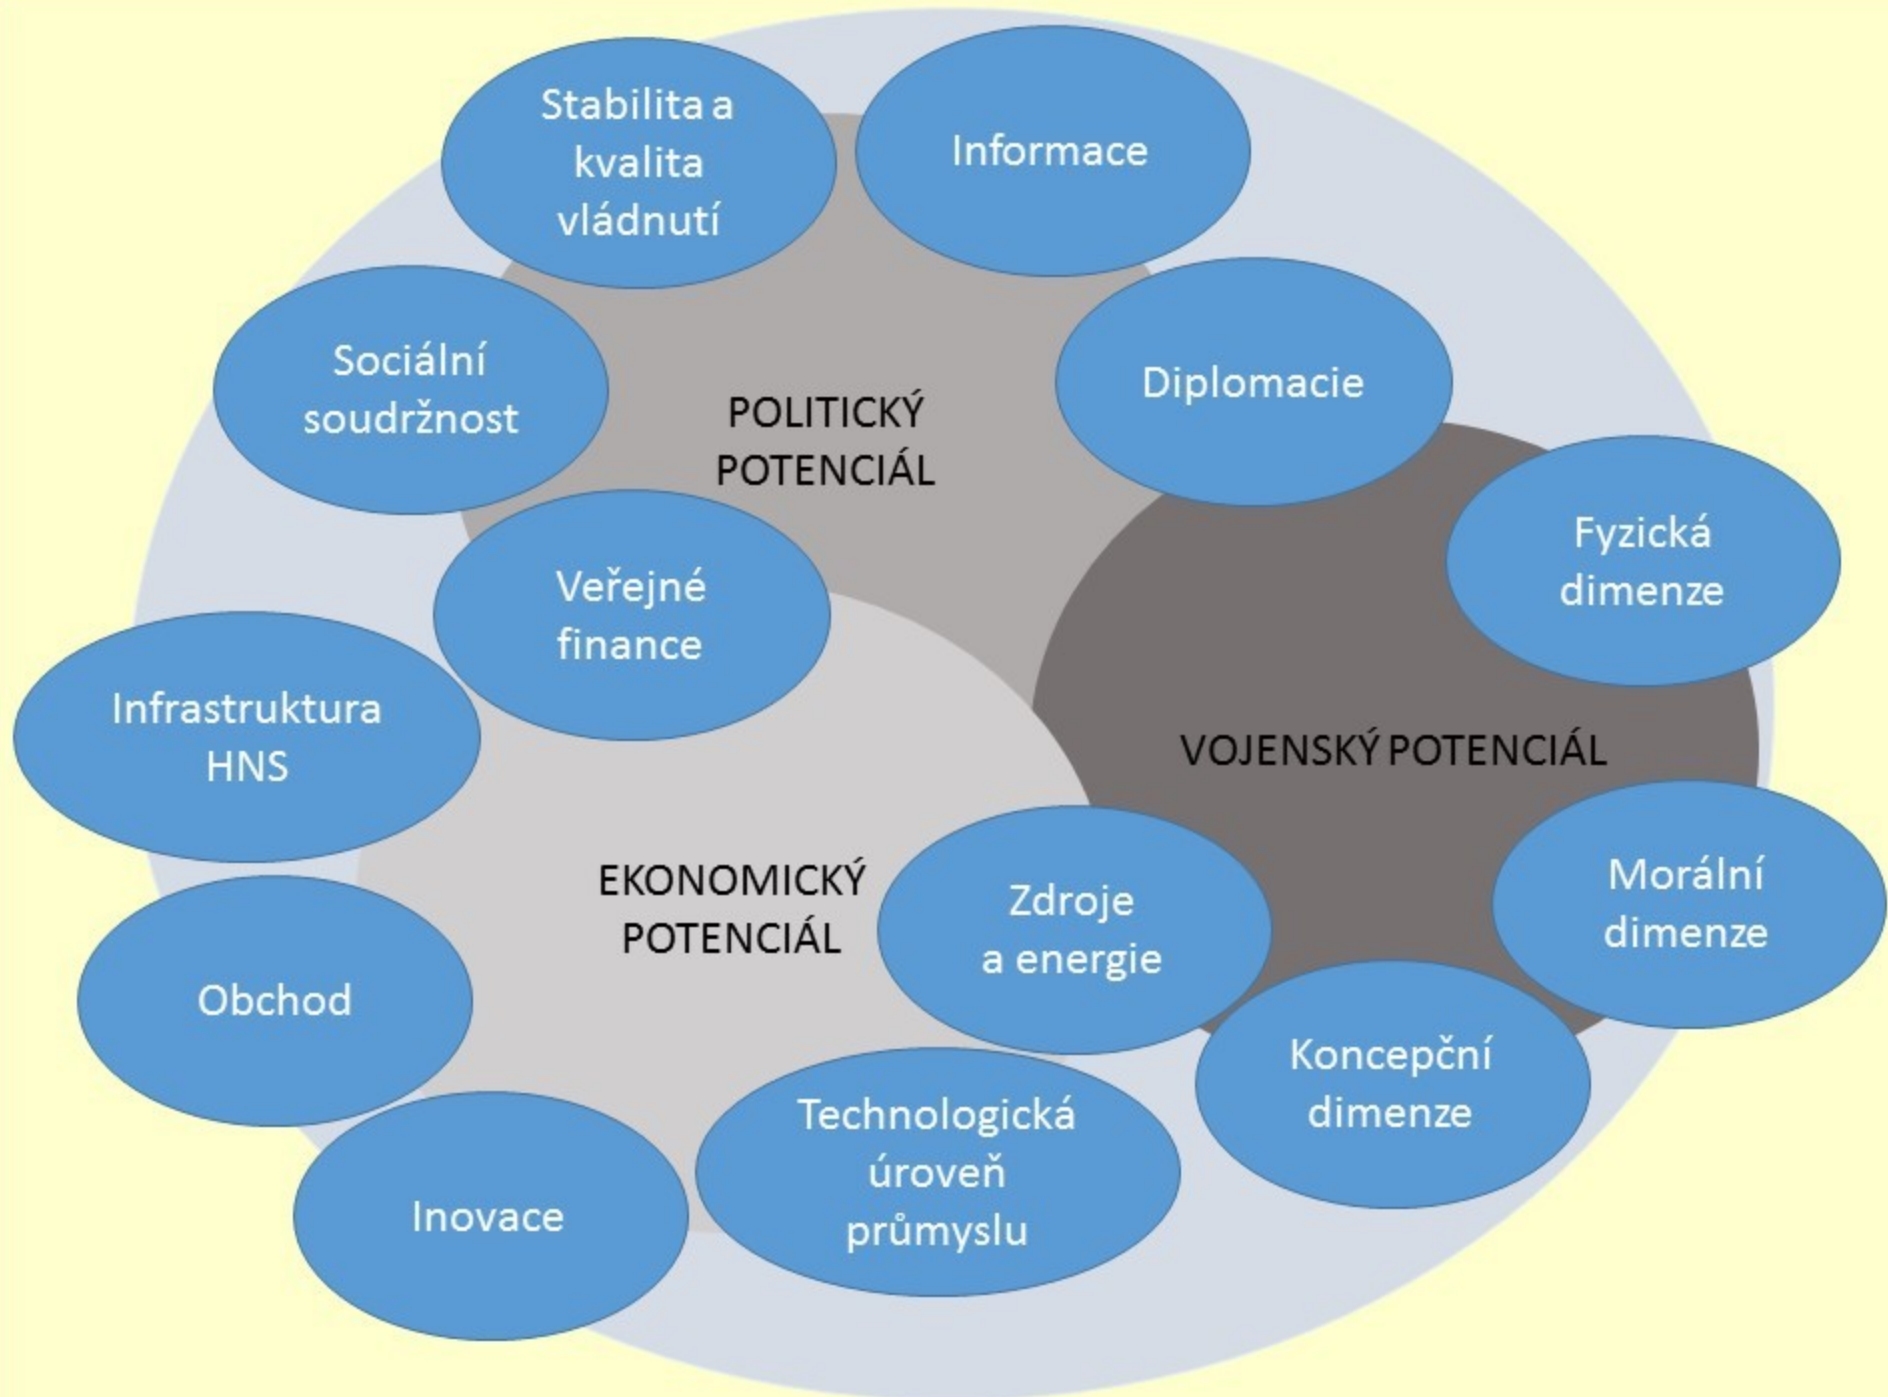 Stabilita a
kvalita
vládnutí
Informace
Sociální
soudržnost
Diplomacie
POLITICKÝ
POTENCIÁL
Fyzická
dimenze
Veřejné
finance
Infrastruktura
HNS
VOJENSKÝ POTENCIÁL
EKONOMICKÝ
POTENCIÁL
Zdroje
a energie
Morální
dimenze
Obchod
Koncepční
dimenze
Technologická
úroveň
průmyslu
Inovace